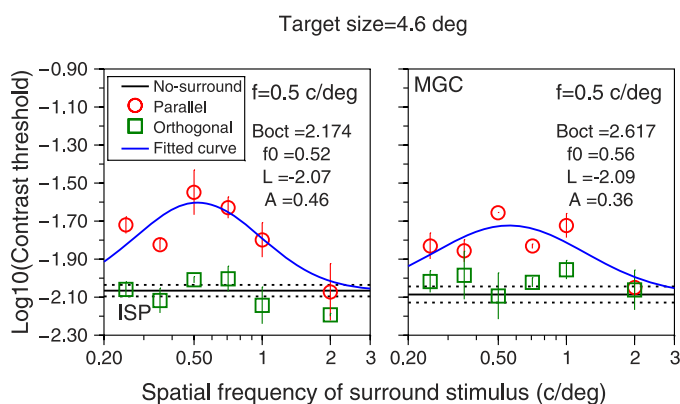 Target size=4.6 deg
Log10(Contrast threshold)
-0.90
-1.10
-1.30
-1.50
-1.70
-1.90
-2.10
-2.30
No-surround
Parallel
Orthogonal
Fitted curve
f=0.5 c/deg
Boct =2.174
f0 =0.52
L =-2.07
A =0.46
ISP
0.20 0.50 1 2 3
MGC
f=0.5 c/deg
Boct =2.617
f0 =0.56
L =-2.09
A =0.36
0.20 0.50 1 2 3
Spatial frequency of surround stimulus (c/deg)